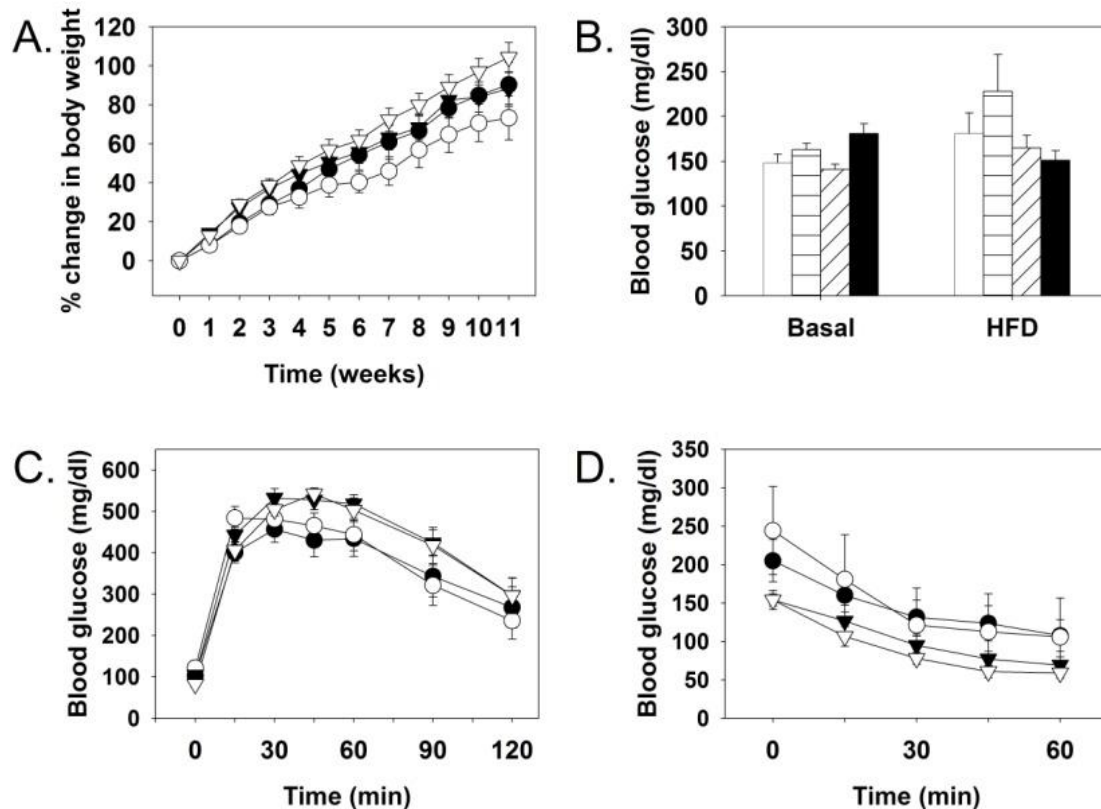 A.
% change in body weight
120
100
80
60
40
20
0
0 1 2 3 4 5 6 7 8 9 10 11
Time (weeks)
B.
Blood glucose (mg/dl)
300
250
200
150
100
50
0
Basal HFD
C.
Blood glucose (mg/dl)
600
500
400
300
200
100
0
0 30 60 90 120
Time (min)
D.
Blood glucose (mg/dl)
350
300
250
200
150
100
50
0
0 30 60
Time (min)